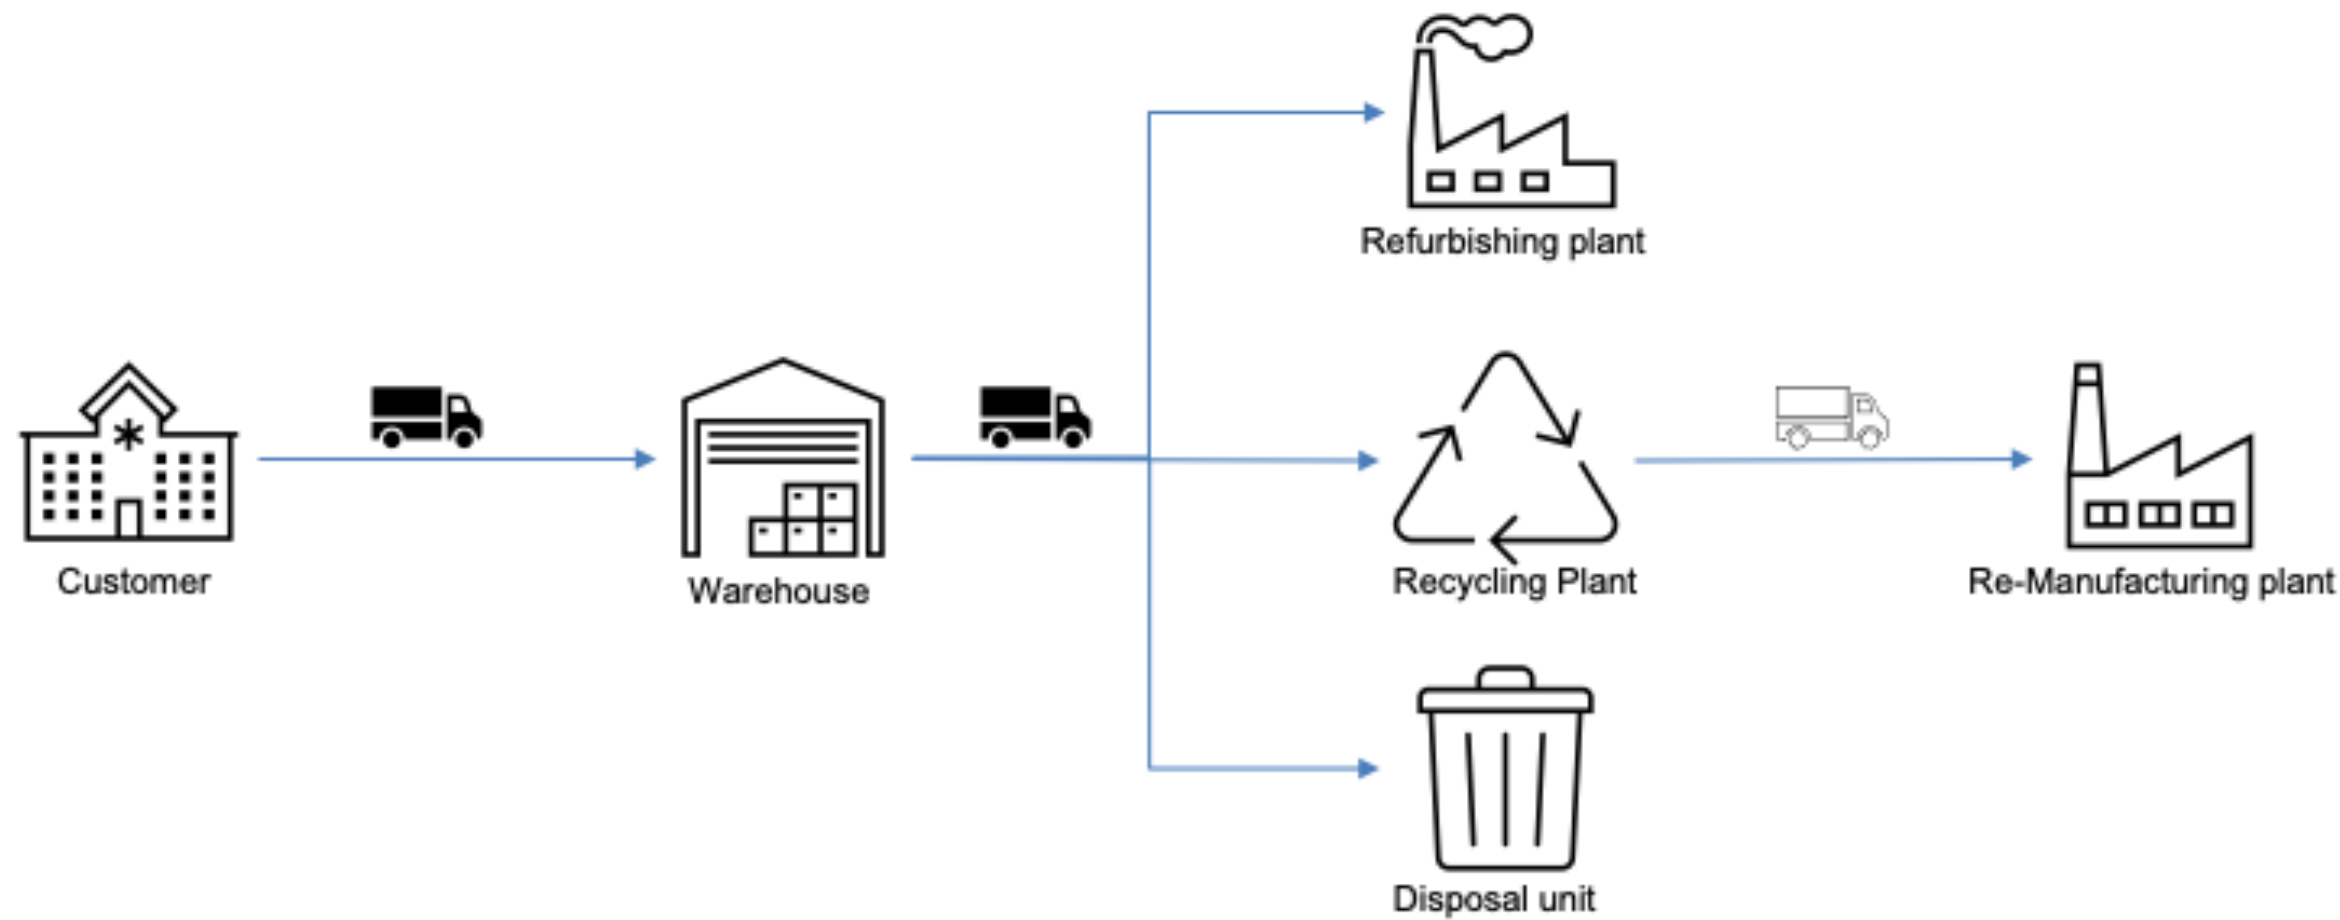 Refurbishing plant
Customer
Warehouse
Recycling Plant
Re-Manufacturing plant
Disposal unit